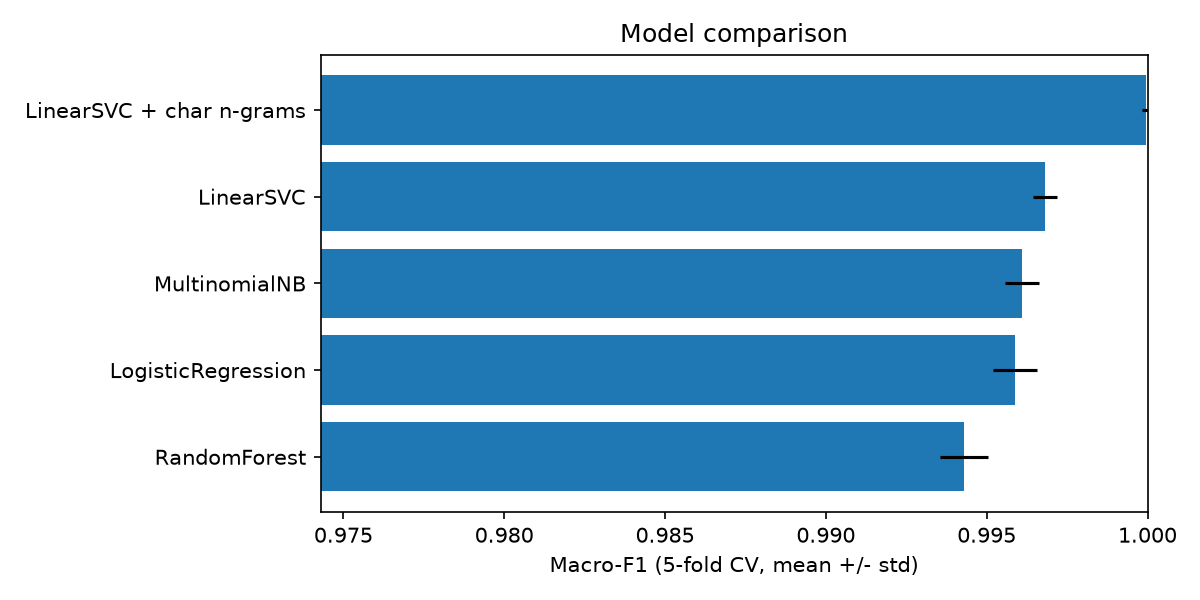 Model comparison
LinearSVC + char n-grams
LinearSVC
MultinomialNB
LogisticRegression
RandomForest
0.975 0.980 0.985 0.990 0.995 1.000
Macro-F1 (5-fold CV, mean +/- std)